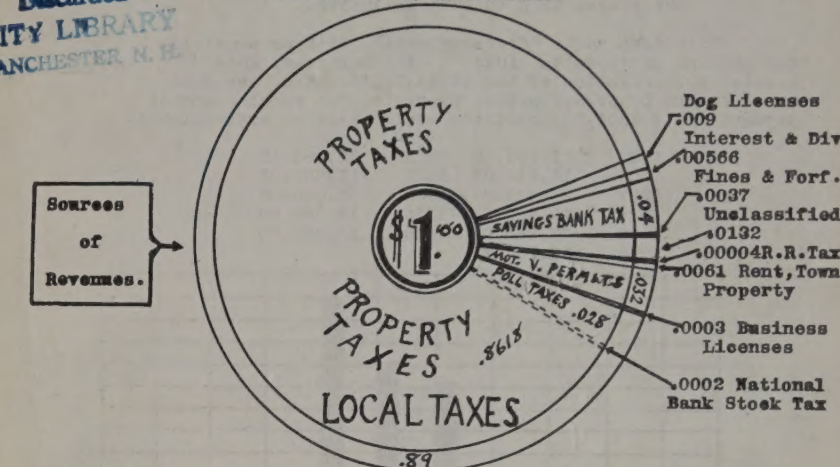 ITY LIBRARY
ANCHESTER N. H.
Sources
of
Revenues.
PROPERTY
TAXES
$1.00
SAVINGS BANK TAX
.04
MOT. V. PERMITS
.032
POLL TAXES .028
PROPERTY
TAXES
.8618
LOCAL TAXES
.89
Dog Licenses
.009
Interest & Div
.00566
Fines & Forf.
.0037
Unclassified
.0132
.00004R.R.Tax
.0061 Rent,Town
Property
.0003 Business
Licenses
.0002 National
Bank Stock Tax